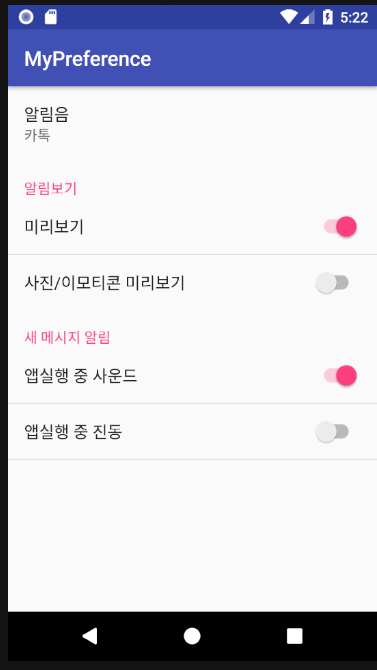 5:22
MyPreference
알림음
카톡
알림보기
미리보기
사진/이모티콘 미리보기
새 메시지 알림
앱실행 중 사운드
앱실행 중 진동